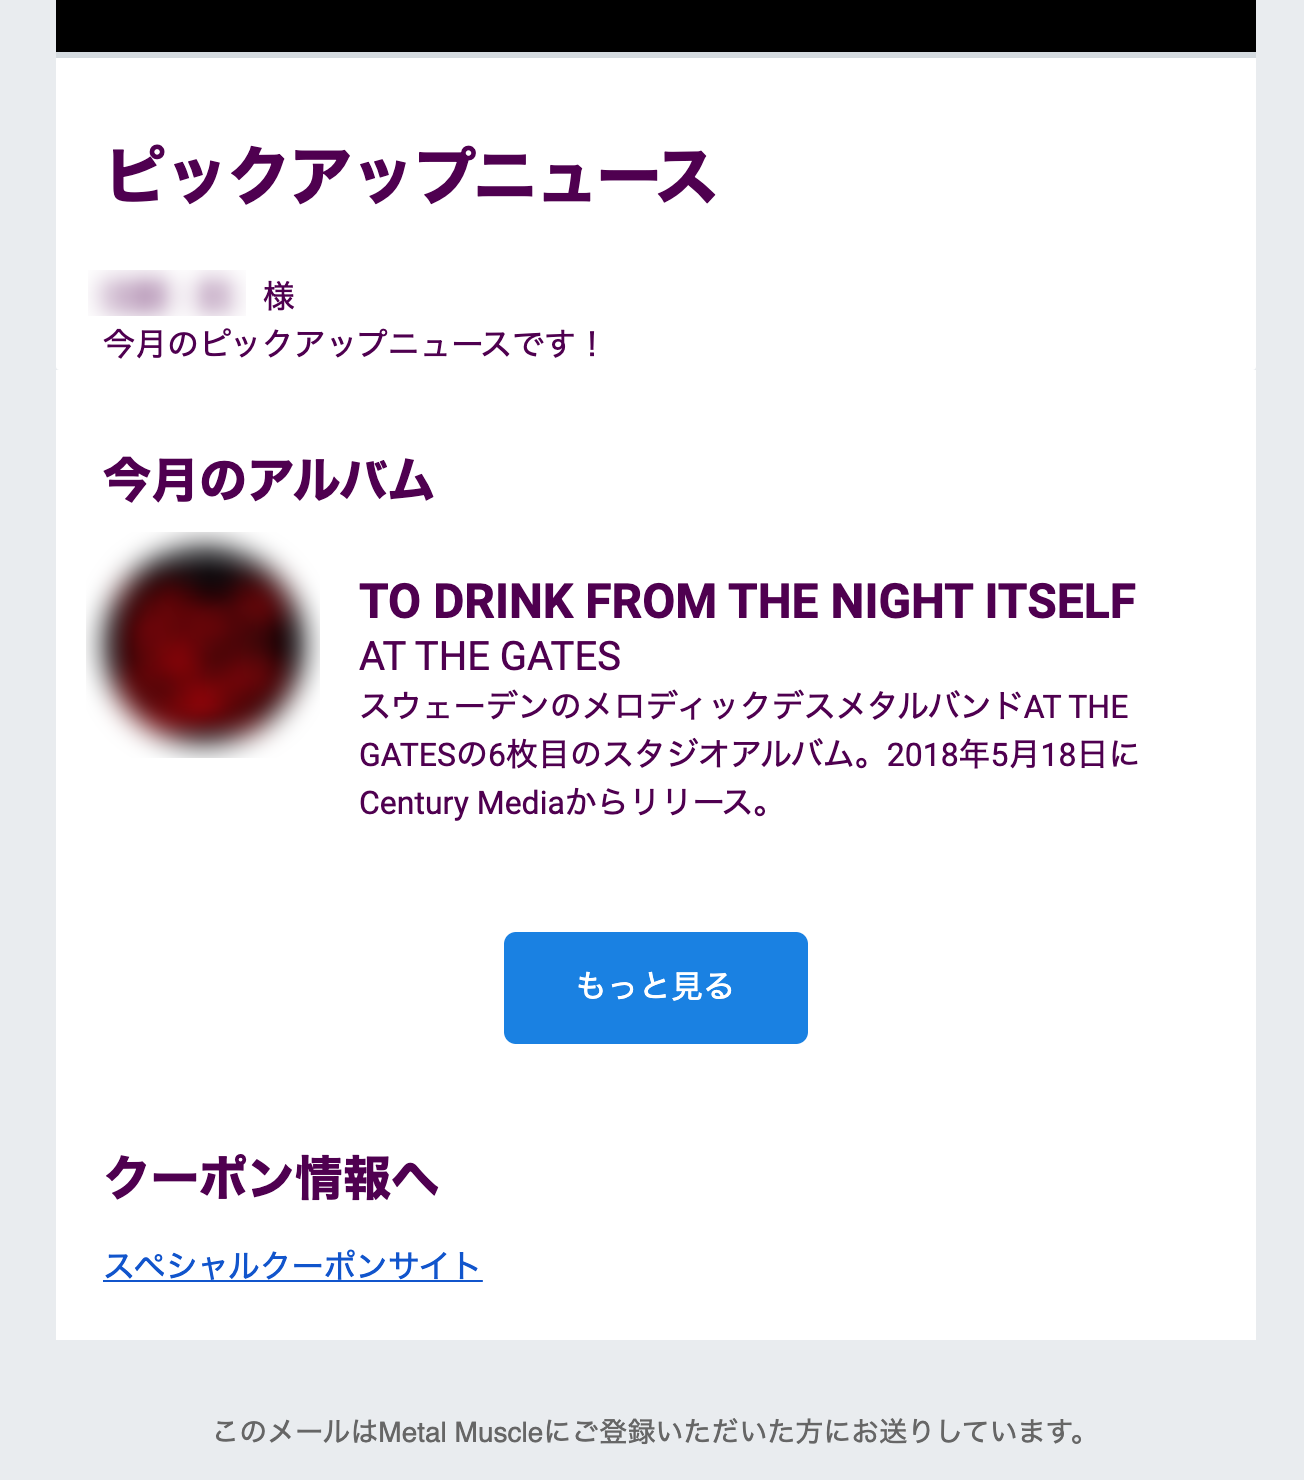 ピックアップニュース
様
今月のピックアップニュースです！
今月のアルバム
TO DRINK FROM THE NIGHT ITSELF
AT THE GATES
スウェーデンのメロディックデスメタルバンドAT THE
GATESの6枚目のスタジオアルバム。2018年5月18日に
Century Mediaからリリース。
もっと見る
クーポン情報へ
スペシャルクーポンサイト
このメールはMetal Muscleにご登録いただいた方にお送りしています。